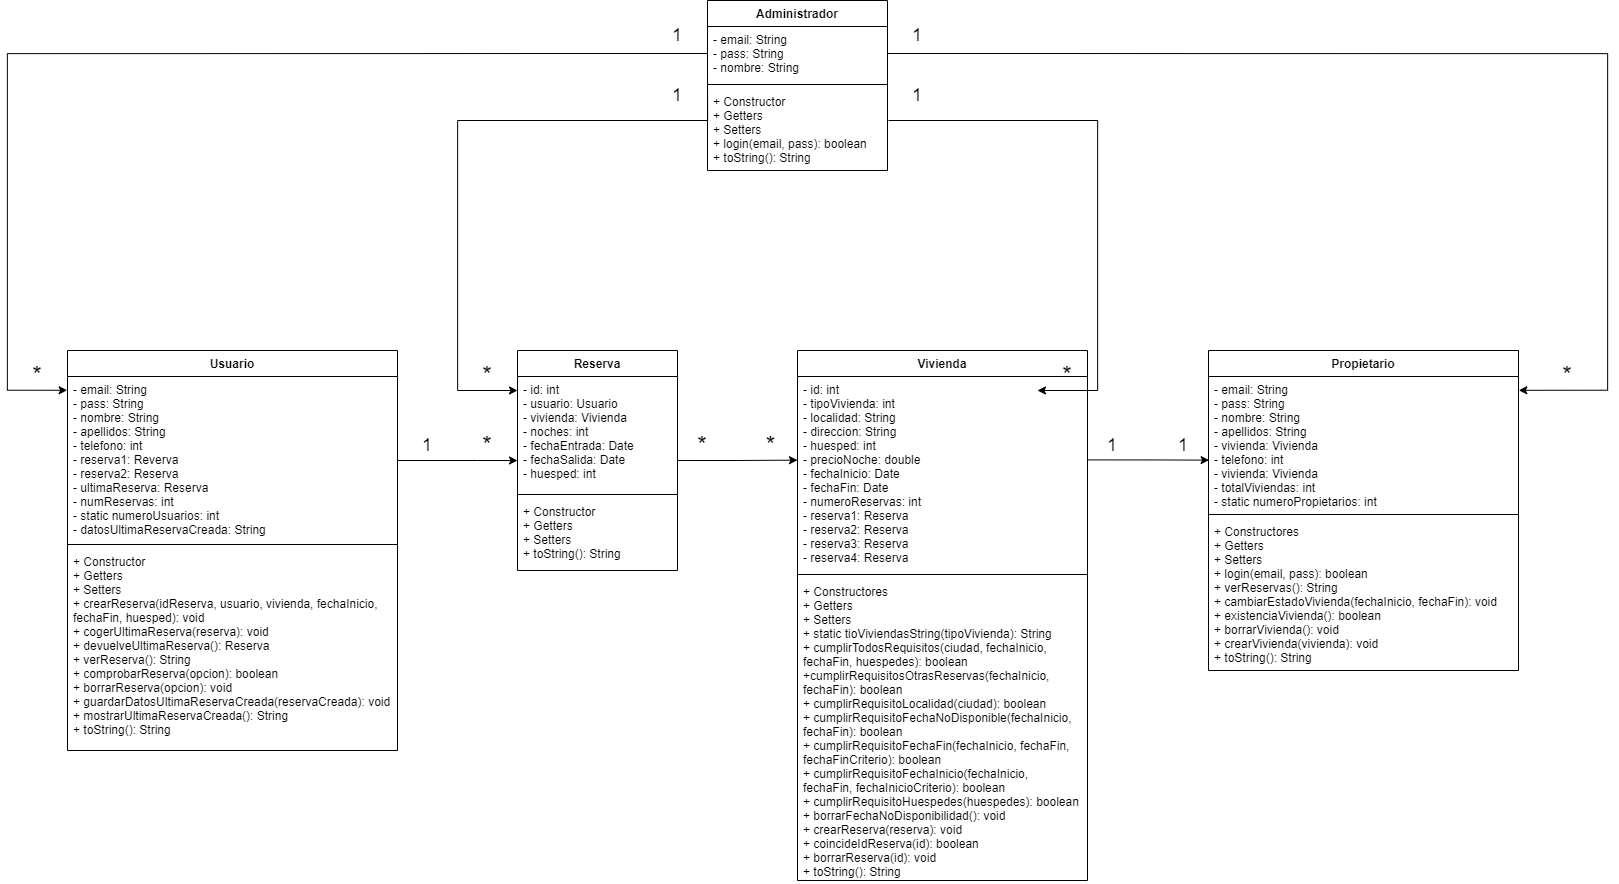 Administrador
- email: String
- pass: String
- nombre: String
+ Constructor
+ Getters
+ Setters
+ login(email, pass): boolean
+ toString(): String
1
1
1
1
*
*
*
*
Usuario
- email: String
- pass: String
- nombre: String
- apellidos: String
- telefono: int
- reserva1: Reverva
- reserva2: Reserva
- ultimaReserva: Reserva
- numReservas: int
- static numeroUsuarios: int
- datosUltimaReservaCreada: String
+ Constructor
+ Getters
+ Setters
+ crearReserva(idReserva, usuario, vivienda, fechaInicio,
fechaFin, huesped): void
+ cogerUltimaReserva(reserva): void
+ devuelveUltimaReserva(): Reserva
+ verReserva(): String
+ comprobarReserva(opcion): boolean
+ borrarReserva(opcion): void
+ guardarDatosUltimaReservaCreada(reservaCreada): void
+ mostrarUltimaReservaCreada(): String
+ toString(): String
1
*
Reserva
- id: int
- usuario: Usuario
- vivienda: Vivienda
- noches: int
- fechaEntrada: Date
- fechaSalida: Date
- huesped: int
+ Constructor
+ Getters
+ Setters
+ toString(): String
*
*
Vivienda
- id: int
- tipoVivienda: int
- localidad: String
- direccion: String
- huesped: int
- precioNoche: double
- fechaInicio: Date
- fechaFin: Date
- numeroReservas: int
- reserva1: Reserva
- reserva2: Reserva
- reserva3: Reserva
- reserva4: Reserva
+ Constructores
+ Getters
+ Setters
+ static tioViviendasString(tipoVivienda): String
+ cumplirTodosRequisitos(ciudad, fechaInicio,
fechaFin, huespedes): boolean
+cumplirRequisitosOtrasReservas(fechaInicio,
fechaFin): boolean
+ cumplirRequisitoLocalidad(ciudad): boolean
+ cumplirRequisitoFechaNoDisponible(fechaInicio,
fechaFin): boolean
+ cumplirRequisitoFechaFin(fechaInicio, fechaFin,
fechaFinCriterio): boolean
+ cumplirRequisitoFechaInicio(fechaInicio,
fechaFin, fechaInicioCriterio): boolean
+ cumplirRequisitoHuespedes(huespedes): boolean
+ borrarFechaNoDisponibilidad(): void
+ crearReserva(reserva): void
+ coincideIdReserva(id): boolean
+ borrarReserva(id): void
+ toString(): String
1
1
Propietario
- email: String
- pass: String
- nombre: String
- apellidos: String
- vivienda: Vivienda
- telefono: int
- vivienda: Vivienda
- totalViviendas: int
- static numeroPropietarios: int
+ Constructores
+ Getters
+ Setters
+ login(email, pass): boolean
+ verReservas(): String
+ cambiarEstadoVivienda(fechaInicio, fechaFin): void
+ existenciaVivienda(): boolean
+ borrarVivienda(): void
+ crearVivienda(vivienda): void
+ toString(): String